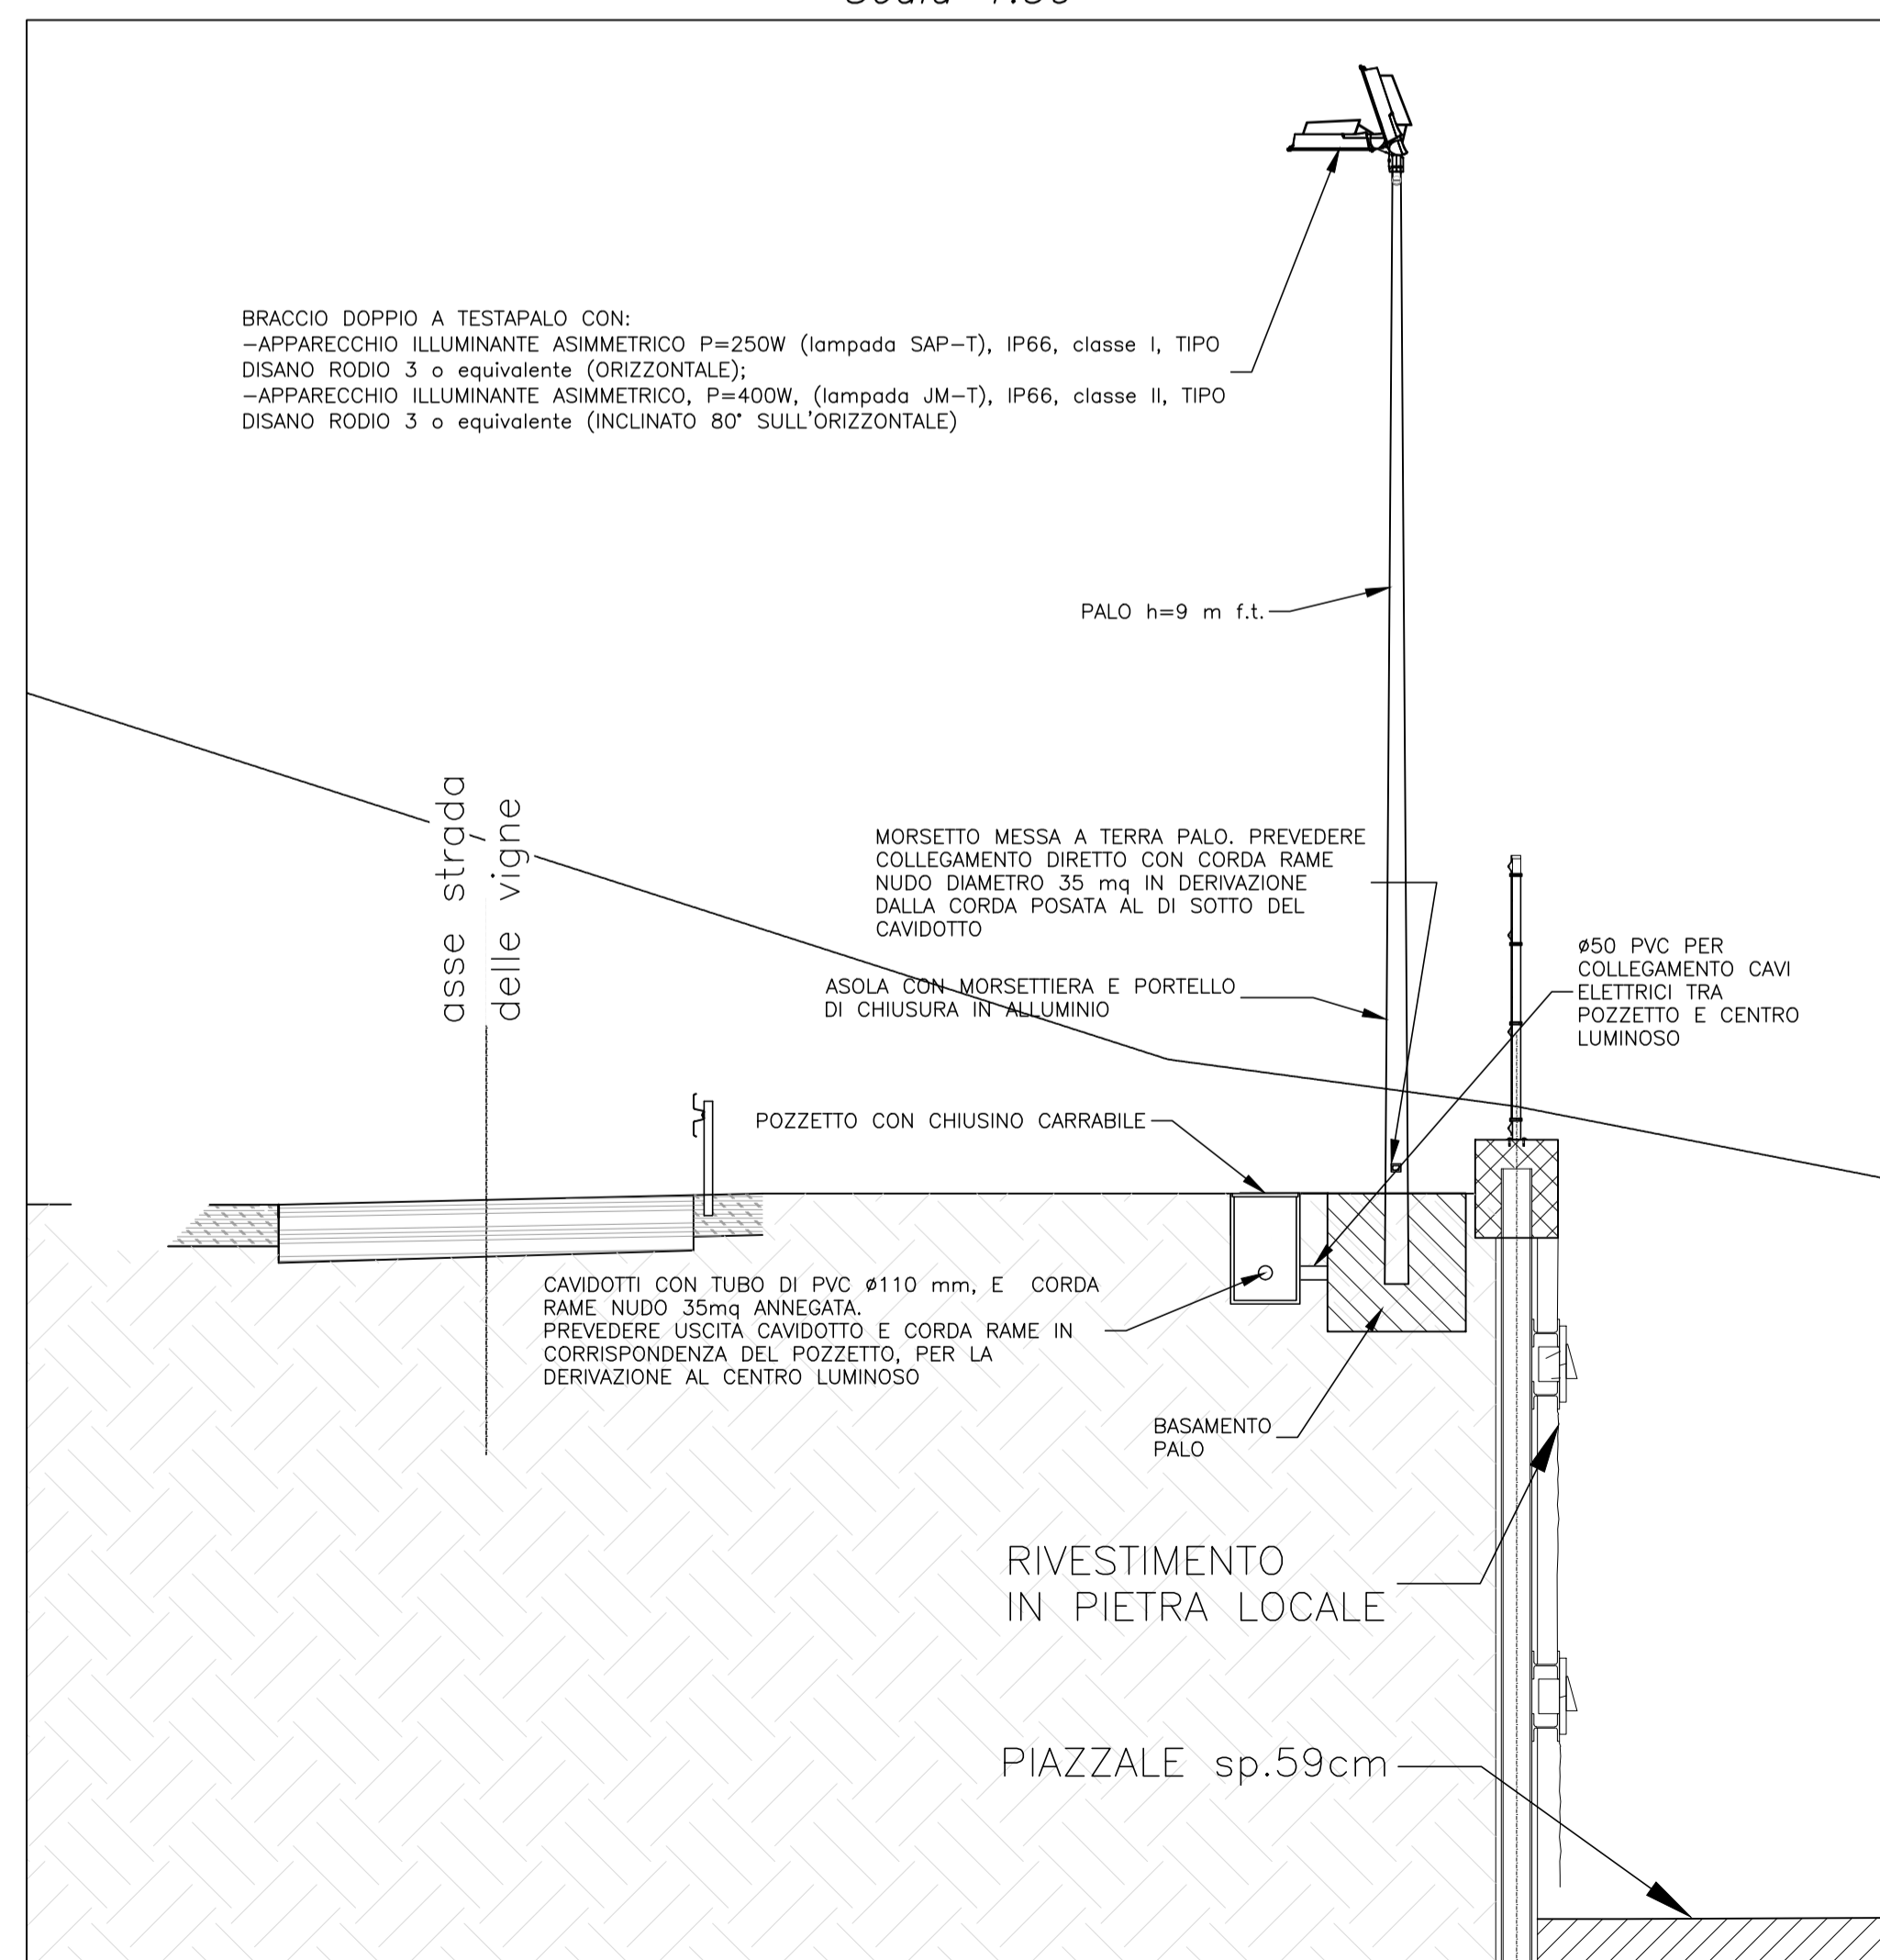 BRACCIO DOPPIO A TESTAPALO CON:
-APPARECCHIO ILLUMINANTE ASIMMETRICO P=250W (lampada SAP-T), IP66, classe I, TIPO
DISANO RODIO 3 o equivalente (ORIZZONTALE);
-APPARECCHIO ILLUMINANTE ASIMMETRICO, P=400W, (lampada JM-T), IP66, classe II, TIPO
DISANO RODIO 3 o equivalente (INCLINATO 80° SULL'ORIZZONTALE)
PALO h=9 m f.t.
asse strada
delle vigne
MORSETTO MESSA A TERRA PALO. PREVEDERE
COLLEGAMENTO DIRETTO CON CORDA RAME
NUDO DIAMETRO 35 mq IN DERIVAZIONE
DALLA CORDA POSATA AL DI SOTTO DEL
CAVIDOTTO
ø50 PVC PER
COLLEGAMENTO CAVI
ELETTRICI TRA
POZZETTO E CENTRO
LUMINOSO
ASOLA CON MORSETTIERA E PORTELLO
DI CHIUSURA IN ALLUMINIO
POZZETTO CON CHIUSINO CARRABILE
CAVIDOTTI CON TUBO DI PVC ø110 mm, E CORDA
RAME NUDO 35mq ANNEGATA.
PREVEDERE USCITA CAVIDOTTO E CORDA RAME IN
CORRISPONDENZA DEL POZZETTO, PER LA
DERIVAZIONE AL CENTRO LUMINOSO
BASAMENTO
PALO
RIVESTIMENTO
IN PIETRA LOCALE
PIAZZALE sp.59cm